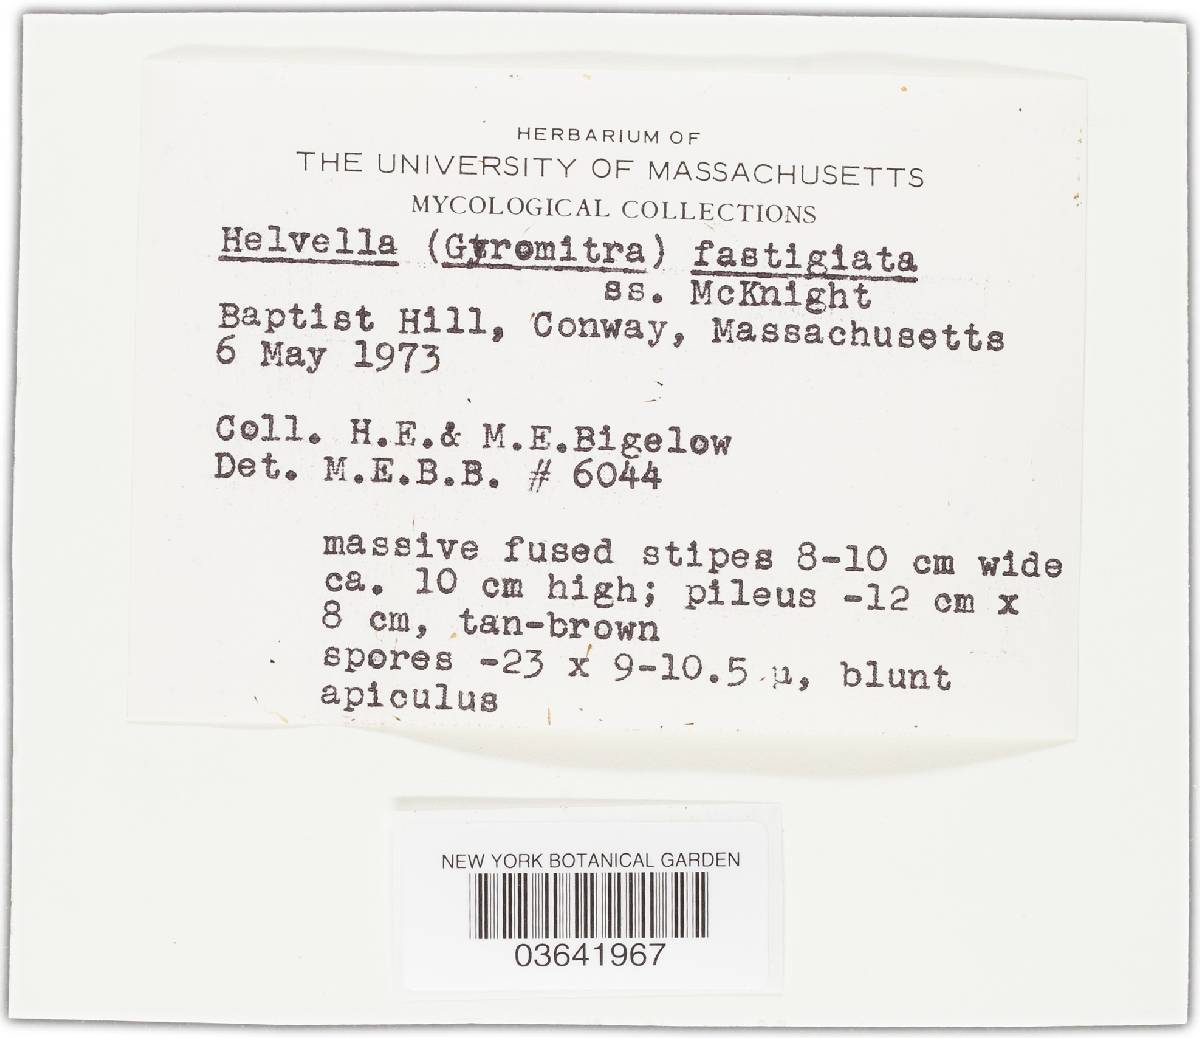 HERBARIUM OF
THE UNIVERSITY OF MASSACHUSETTS
MYCOLOGICAL COLLECTIONS
Helvella (Gyromitra) fastigiata
ss. McKnight
Baptist Hill, Conway, Massachusetts
6 May 1973
Coll. H.E.& M.E.Bigelow
Det. M.E.B.B. # 6044
massive fused stipes 8-10 cm wide
ca. 10 cm high; pileus -12 cm x
8 cm, tan-brown
spores -23 x 9-10.5 µ, blunt
apiculus
NEW YORK BOTANICAL GARDEN
03641967